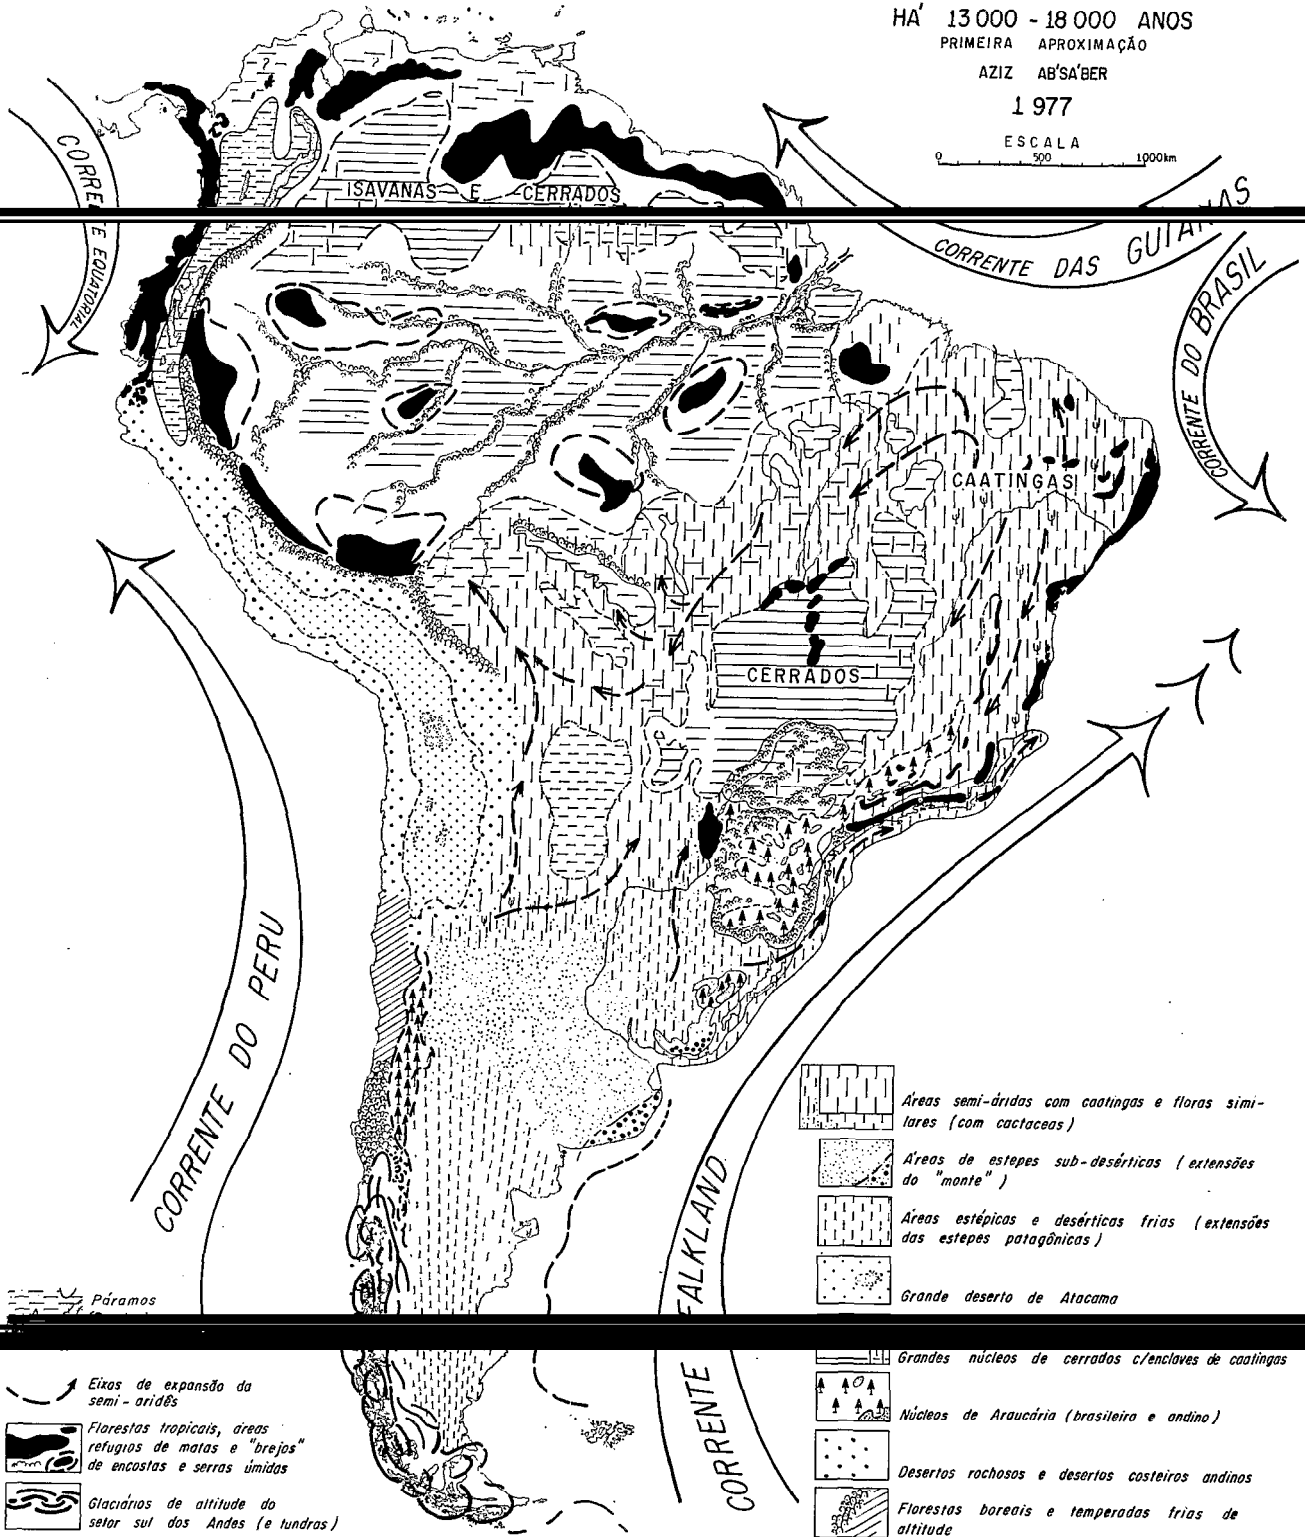 HÁ 13 000 - 18 000 ANOS
PRIMEIRA APROXIMAÇÃO
AZIZ AB'SÁBER
1 977
ESCALA
0 500 1000km
CORRENTE EQUATORIAL
SAVANAS E CERRADOS
CORRENTE DAS GUIANAS
CORRENTE DO BRASIL
CAATINGAS
CERRADOS
CORRENTE DO PERU
CORRENTE FALKLAND
Áreas semi-áridas com caatingas e floras simi-
lares (com cactaceas)
Áreas de estepes sub-desérticas (extensões
do "monte")
Áreas estépicas e desérticas frias (extensões
das estepes patagônicas)
Grande deserto de Atacama
Grandes núcleos de cerrados c/enclaves de caatingas
Núcleos de Araucária (brasileira e andino)
Desertos rochosos e desertos costeiros andinos
Florestas boreais e temperadas frias de
altitude
Páramos
Eixos de expansão da
semi-aridês
Florestas tropicais, áreas
refugios de matas e "brejos"
de encostas e serras úmidas
Glaciários de altitude do
setor sul dos Andes (e tundras)